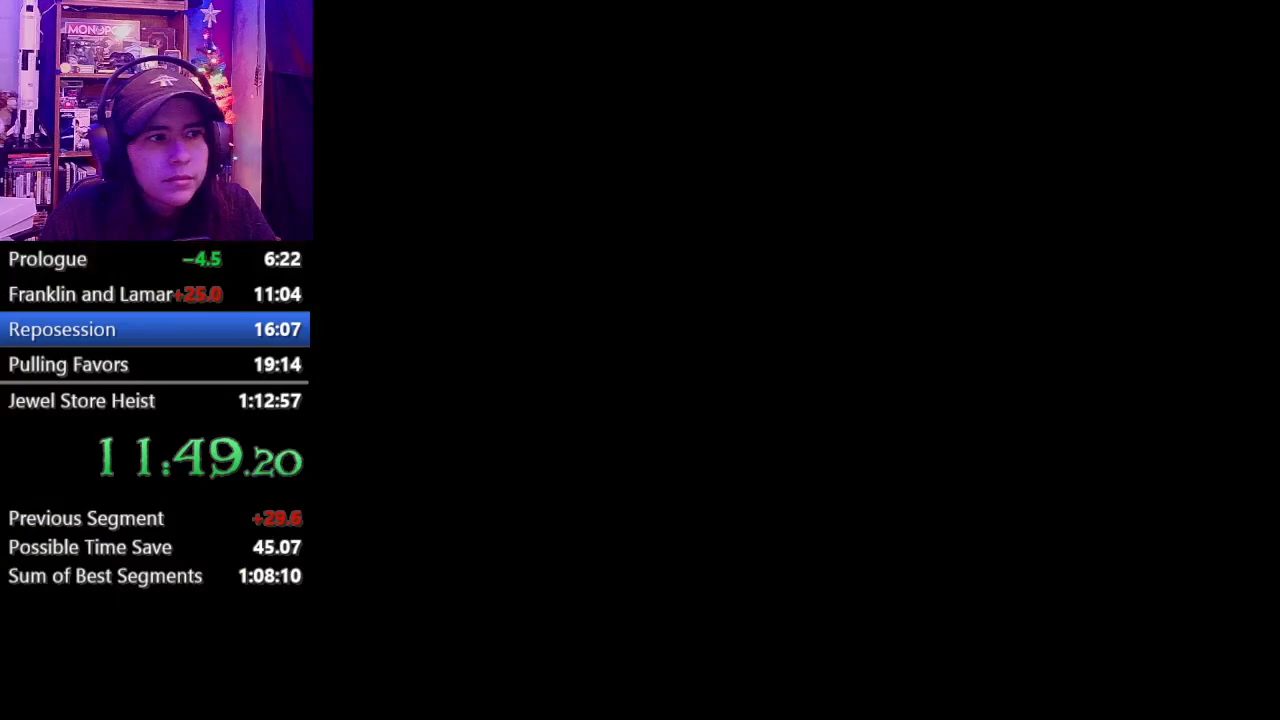 MONOPO
Prologue -4.5 6:22
Franklin and Lamar +25.0 11:04
Reposession 16:07
Pulling Favors 19:14
Jewel Store Heist 1:12:57
11:49.20
Previous Segment +29.6
Possible Time Save 45.07
Sum of Best Segments 1:08:10